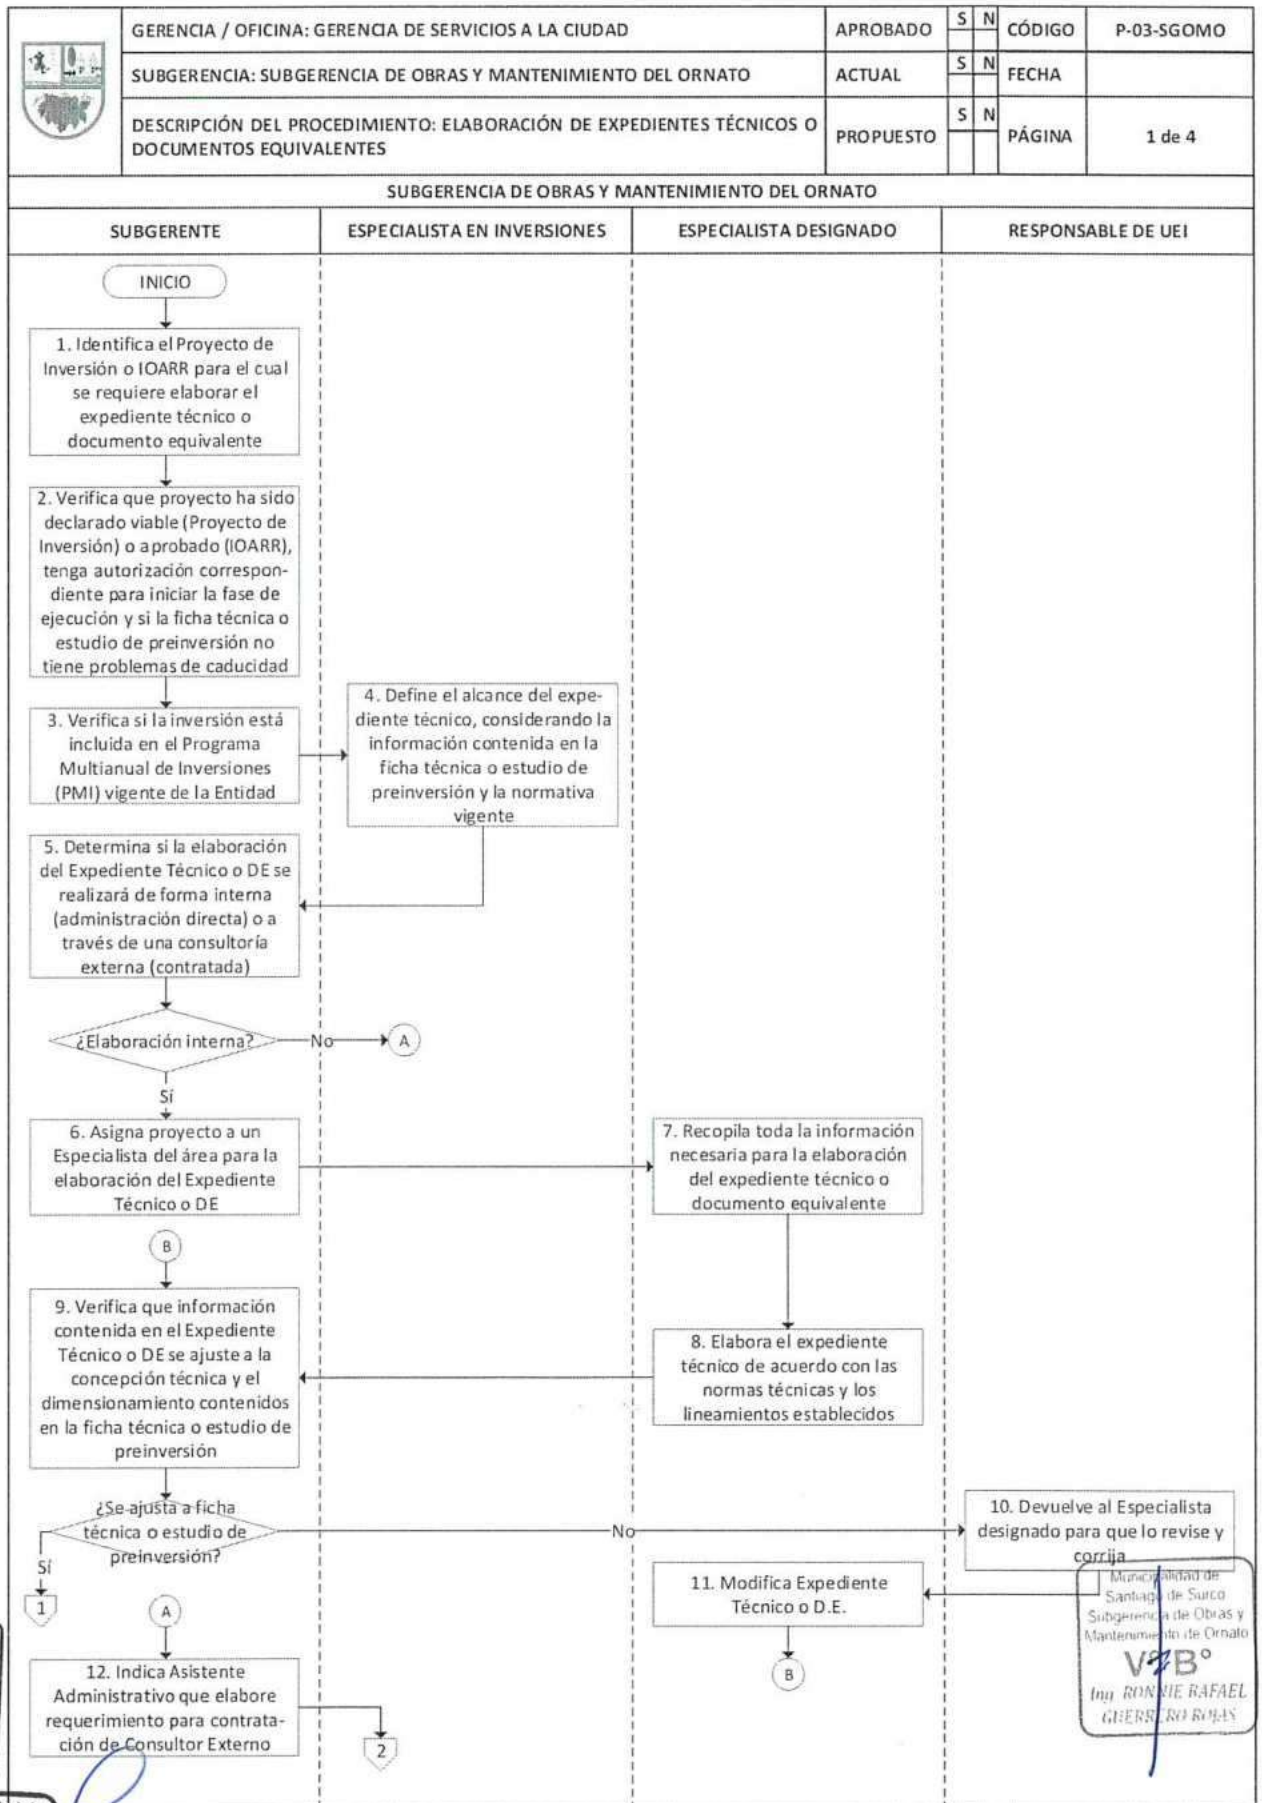 GERENCIA / OFICINA: GERENCIA DE SERVICIOS A LA CIUDAD
APROBADO
S N
CÓDIGO
P-03-SGOMO
SUBGERENCIA: SUBGERENCIA DE OBRAS Y MANTENIMIENTO DEL ORNATO
ACTUAL
S N
FECHA
DESCRIPCIÓN DEL PROCEDIMIENTO: ELABORACIÓN DE EXPEDIENTES TÉCNICOS O
DOCUMENTOS EQUIVALENTES
PROPUESTO
S N
PÁGINA
1 de 4
SUBGERENCIA DE OBRAS Y MANTENIMIENTO DEL ORNATO
SUBGERENTE
ESPECIALISTA EN INVERSIONES
ESPECIALISTA DESIGNADO
RESPONSABLE DE UEI
INICIO
1. Identifica el Proyecto de
Inversión o IOARR para el cual
se requiere elaborar el
expediente técnico o
documento equivalente
2. Verifica que proyecto ha sido
declarado viable (Proyecto de
Inversión) o aprobado (IOARR),
tenga autorización correspon-
diente para iniciar la fase de
ejecución y si la ficha técnica o
estudio de preinversión no
tiene problemas de caducidad
3. Verifica si la inversión está
incluida en el Programa
Multianual de Inversiones
(PMI) vigente de la Entidad
4. Define el alcance del expe-
diente técnico, considerando la
información contenida en la
ficha técnica o estudio de
preinversión y la normativa
vigente
5. Determina si la elaboración
del Expediente Técnico o DE se
realizará de forma interna
(administración directa) o a
través de una consultoría
externa (contratada)
¿Elaboración interna?
No
A
Sí
6. Asigna proyecto a un
Especialista del área para la
elaboración del Expediente
Técnico o DE
7. Recopila toda la información
necesaria para la elaboración
del expediente técnico o
documento equivalente
B
9. Verifica que información
contenida en el Expediente
Técnico o DE se ajuste a la
concepción técnica y el
dimensionamiento contenidos
en la ficha técnica o estudio de
preinversión
8. Elabora el expediente
técnico de acuerdo con las
normas técnicas y los
lineamientos establecidos
¿Se ajusta a ficha
técnica o estudio de
preinversión?
No
Sí
1
10. Devuelve al Especialista
designado para que lo revise y
corrija
11. Modifica Expediente
Técnico o D.E.
B
A
12. Indica Asistente
Administrativo que elabore
requerimiento para contrata-
ción de Consultor Externo
2
Municipalidad de
Santiago de Surco
Subgerencia de Obras y
Mantenimiento de Ornato
V°B°
Ing. RONNIE RAFAEL
GUERRERO ROJAS